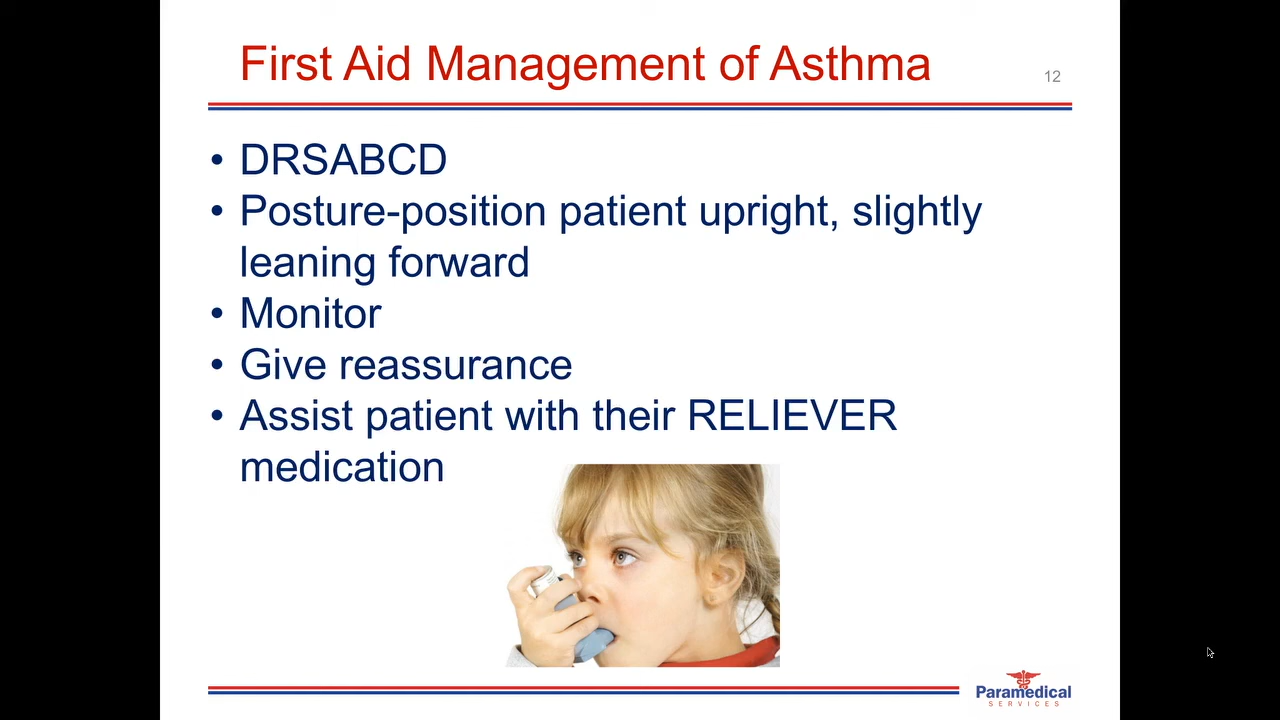 First Aid Management of Asthma
12
• DRSABCD
• Posture-position patient upright, slightly
leaning forward
• Monitor
• Give reassurance
• Assist patient with their RELIEVER
medication
Paramedical
SERVICES